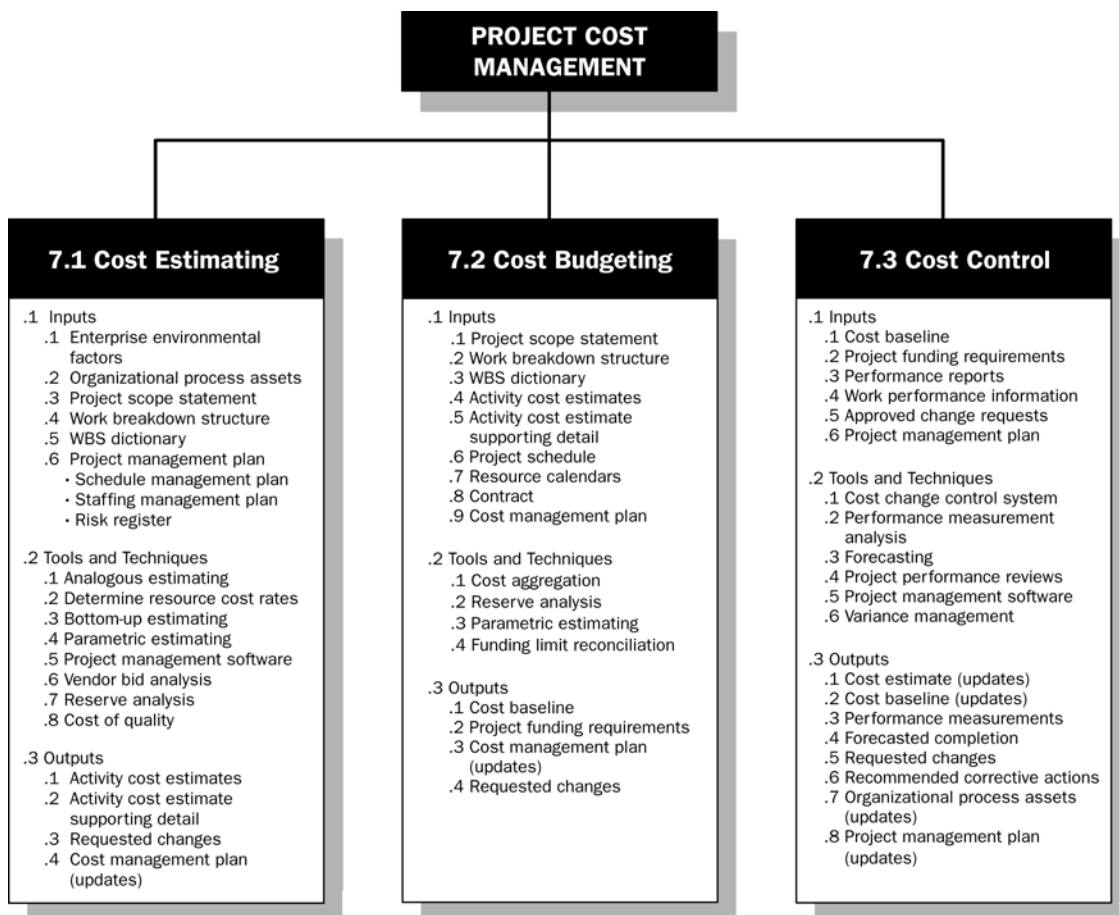 PROJECT COST
MANAGEMENT
7.1 Cost Estimating
.1 Inputs
.1 Enterprise environmental
factors
.2 Organizational process assets
.3 Project scope statement
.4 Work breakdown structure
.5 WBS dictionary
.6 Project management plan
• Schedule management plan
• Staffing management plan
• Risk register
.2 Tools and Techniques
.1 Analogous estimating
.2 Determine resource cost rates
.3 Bottom-up estimating
.4 Parametric estimating
.5 Project management software
.6 Vendor bid analysis
.7 Reserve analysis
.8 Cost of quality
.3 Outputs
.1 Activity cost estimates
.2 Activity cost estimate
supporting detail
.3 Requested changes
.4 Cost management plan
(updates)
7.2 Cost Budgeting
.1 Inputs
.1 Project scope statement
.2 Work breakdown structure
.3 WBS dictionary
.4 Activity cost estimates
.5 Activity cost estimate
supporting detail
.6 Project schedule
.7 Resource calendars
.8 Contract
.9 Cost management plan
.2 Tools and Techniques
.1 Cost aggregation
.2 Reserve analysis
.3 Parametric estimating
.4 Funding limit reconciliation
.3 Outputs
.1 Cost baseline
.2 Project funding requirements
.3 Cost management plan
(updates)
.4 Requested changes
7.3 Cost Control
.1 Inputs
.1 Cost baseline
.2 Project funding requirements
.3 Performance reports
.4 Work performance information
.5 Approved change requests
.6 Project management plan
.2 Tools and Techniques
.1 Cost change control system
.2 Performance measurement
analysis
.3 Forecasting
.4 Project performance reviews
.5 Project management software
.6 Variance management
.3 Outputs
.1 Cost estimate (updates)
.2 Cost baseline (updates)
.3 Performance measurements
.4 Forecasted completion
.5 Requested changes
.6 Recommended corrective actions
.7 Organizational process assets
(updates)
.8 Project management plan
(updates)